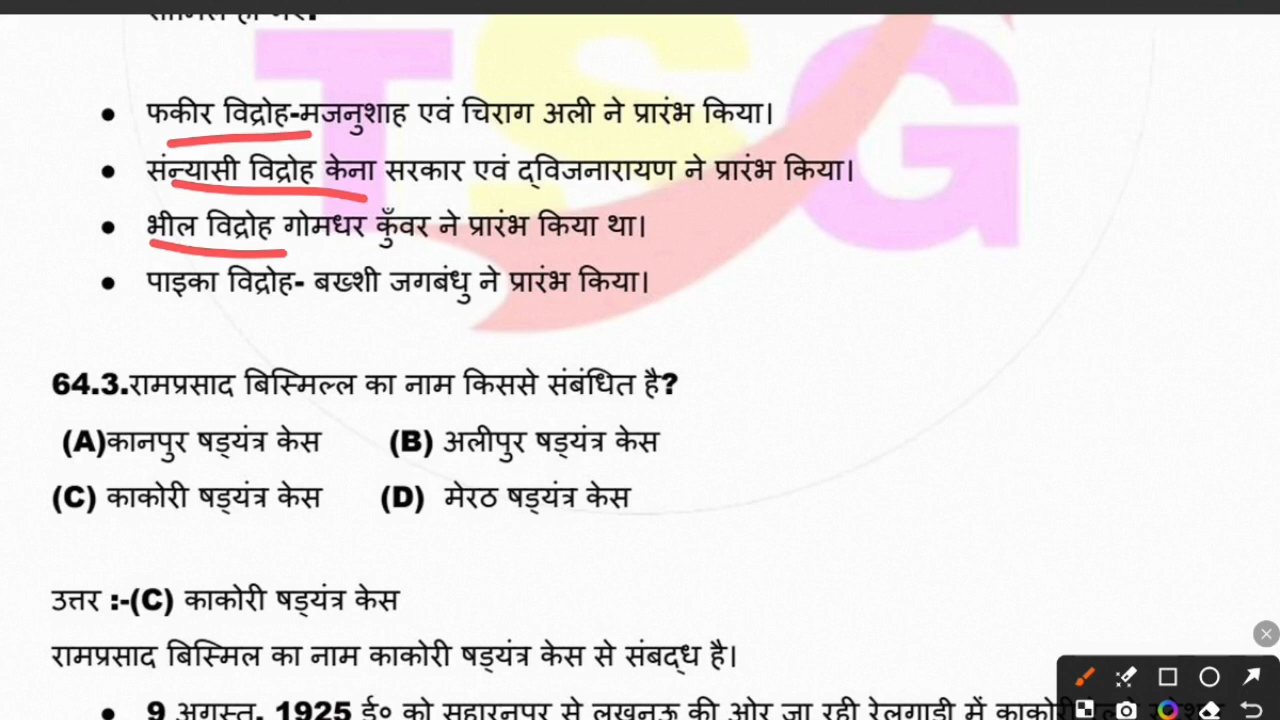 TSG
• फकीर विद्रोह-मजनुशाह एवं चिराग अली ने प्रारंभ किया।
• संन्यासी विद्रोह केना सरकार एवं द्विजनारायण ने प्रारंभ किया।
• भील विद्रोह गोमधर कुँवर ने प्रारंभ किया था।
• पाइका विद्रोह- बख्शी जगबंधु ने प्रारंभ किया।
64.3.रामप्रसाद बिस्मिल्ल का नाम किससे संबंधित है?
(A)कानपुर षड्यंत्र केस (B) अलीपुर षड्यंत्र केस
(C) काकोरी षड्यंत्र केस (D) मेरठ षड्यंत्र केस
उत्तर :-(C) काकोरी षड्यंत्र केस
रामप्रसाद बिस्मिल का नाम काकोरी षड्यंत्र केस से संबद्ध है।
• 9 अगस्त, 1925 ई० को सहारनपुर से लखनऊ की ओर जा रही रेलगाड़ी में काकोरी